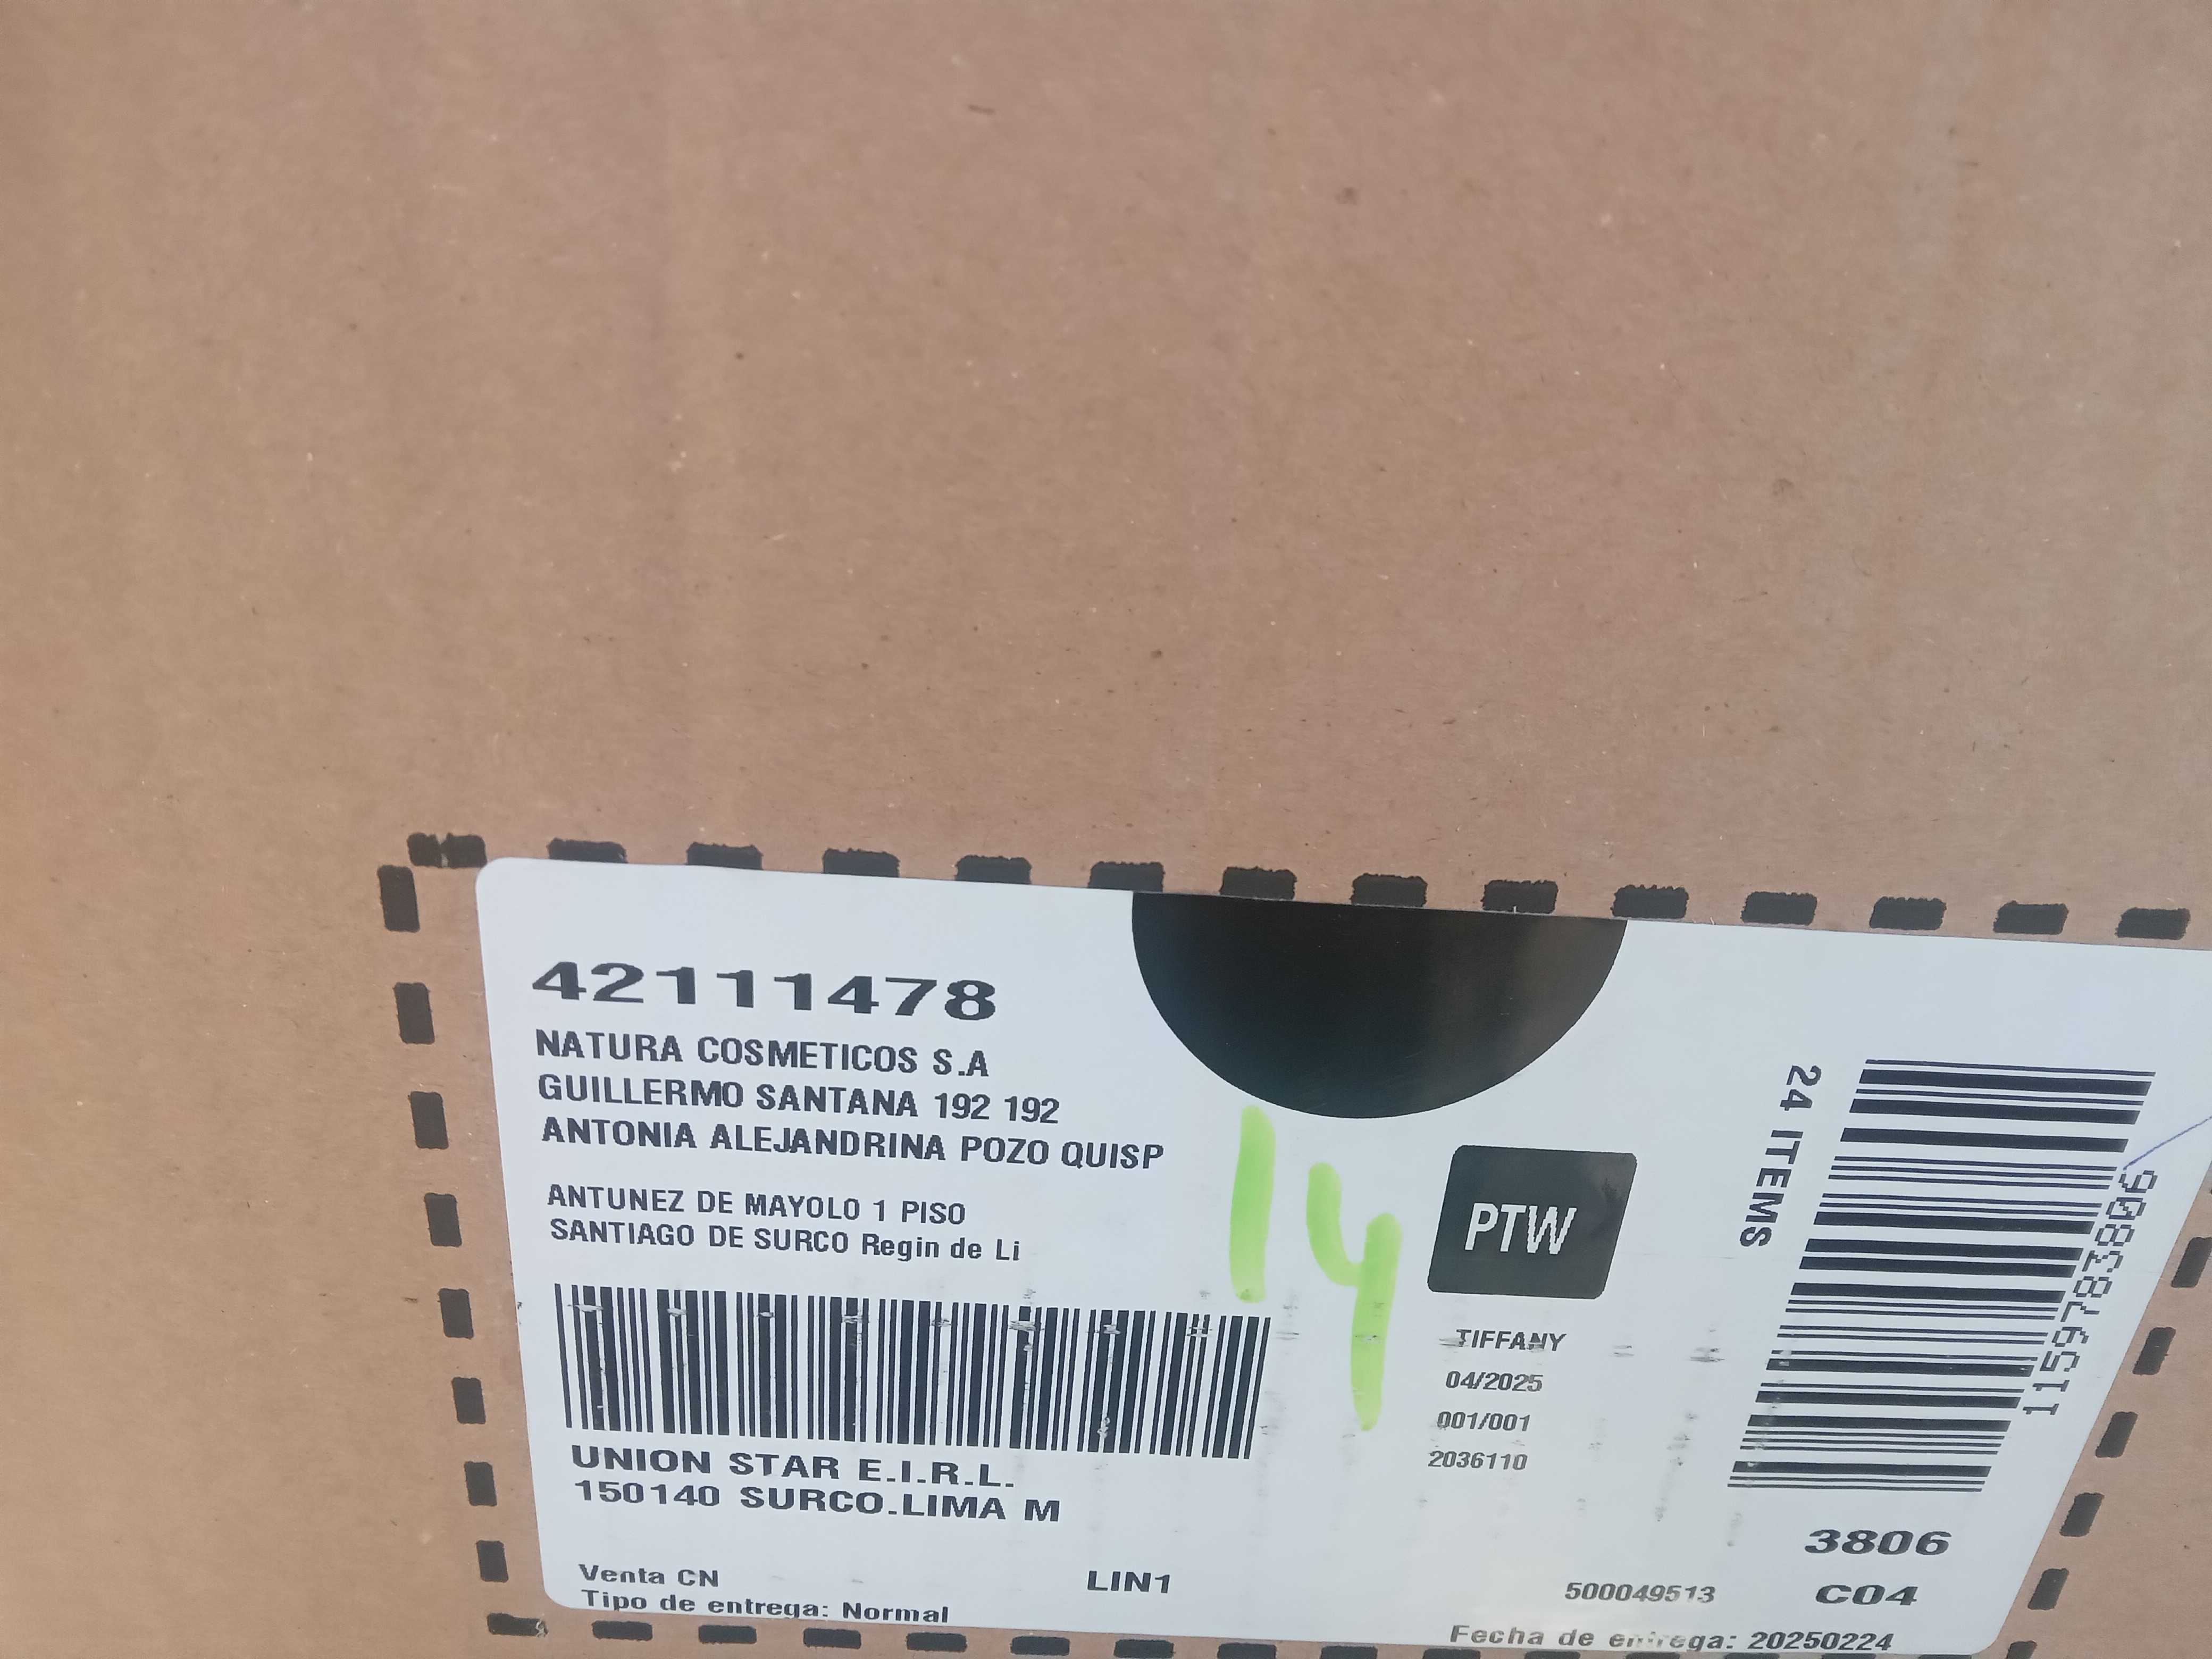 42111478
NATURA COSMETICOS S.A
GUILLERMO SANTANA 192 192
ANTONIA ALEJANDRINA POZO QUISP
ANTUNEZ DE MAYOLO 1 PISO
SANTIAGO DE SURCO Regin de Li
UNION STAR E.I.R.L.
150140 SURCO.LIMA M
Venta CN
LIN1
Tipo de entrega: Normal
14
PTW
TIFFANY
04/2025
001/001
2036110
24 ITEMS
1159783806
3806
500049513
C04
Fecha de entrega: 20250224